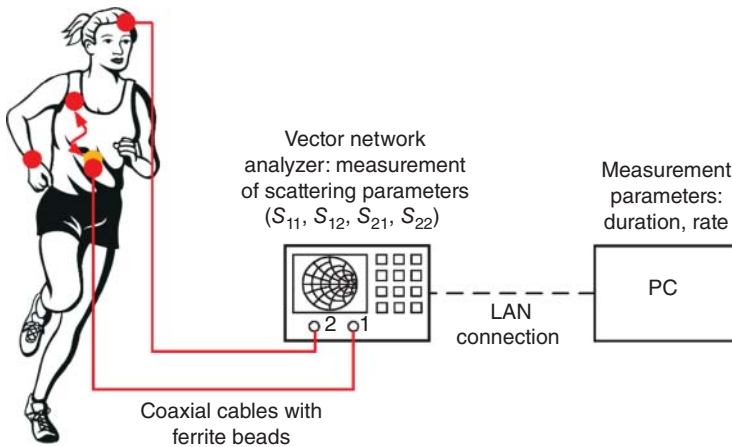 Vector network
analyzer: measurement
of scattering parameters
(S11, S12, S21, S22)
Measurement
parameters:
duration, rate
2 1
LAN
connection
PC
Coaxial cables with
ferrite beads